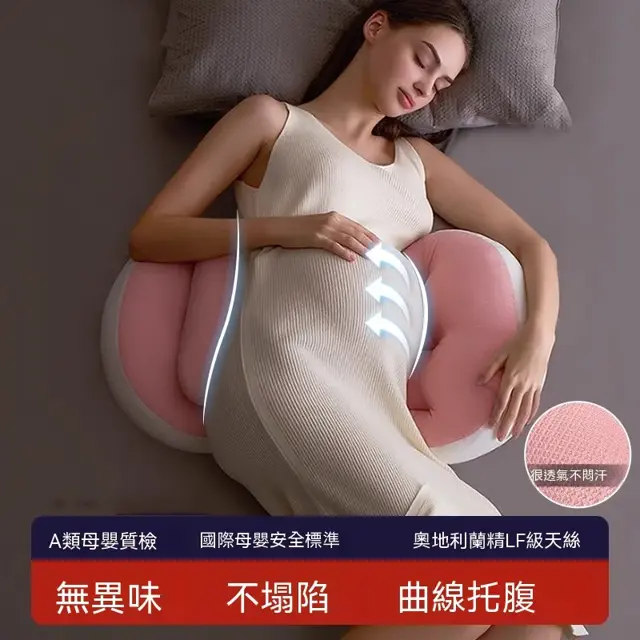 很透氣不悶汗
A類母嬰質檢
國際母嬰安全標準
奧地利蘭精LF級天絲
無異味
不塌陷
曲線托腹